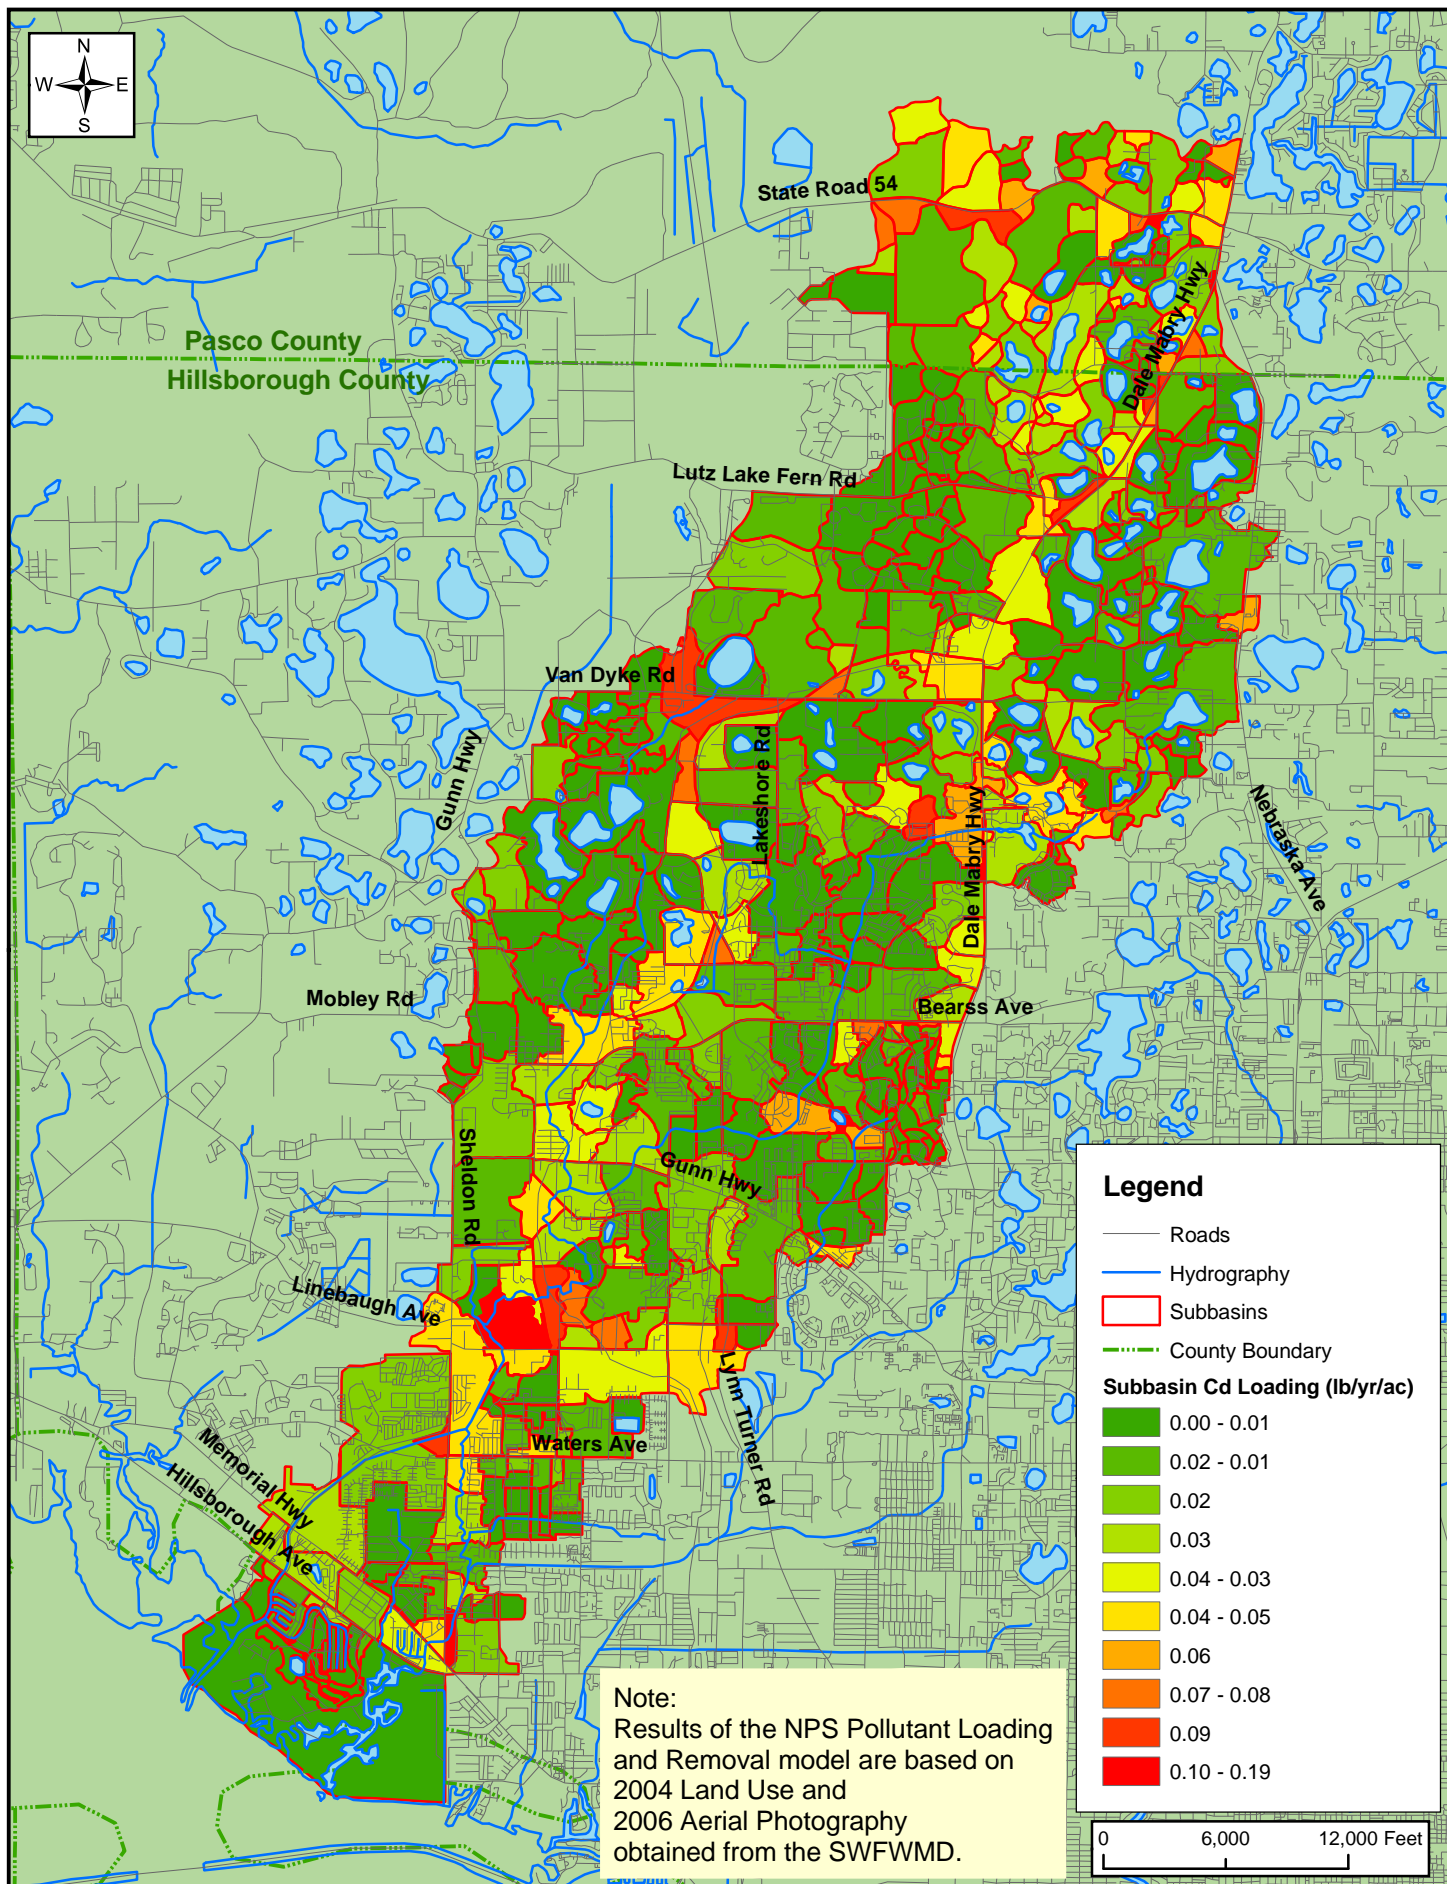 N
W E
S
State Road 54
Pasco County
Hillsborough County
Dale Mabry Hwy
Lutz Lake Fern Rd
Van Dyke Rd
Gunn Hwy
Lakeshore Rd
Dale Mabry Hwy
Nebraska Ave
Mobley Rd
Bearss Ave
Sheldon Rd
Gunn Hwy
Linebaugh Ave
Lynn Turner Rd
Waters Ave
Memorial Hwy
Hillsborough Ave
Legend
Roads
Hydrography
Subbasins
County Boundary
Subbasin Cd Loading (lb/yr/ac)
0.00 - 0.01
0.02 - 0.01
0.02
0.03
0.04 - 0.03
0.04 - 0.05
0.06
0.07 - 0.08
0.09
0.10 - 0.19
Note:
Results of the NPS Pollutant Loading
and Removal model are based on
2004 Land Use and
2006 Aerial Photography
obtained from the SWFWMD.
0 6,000 12,000 Feet